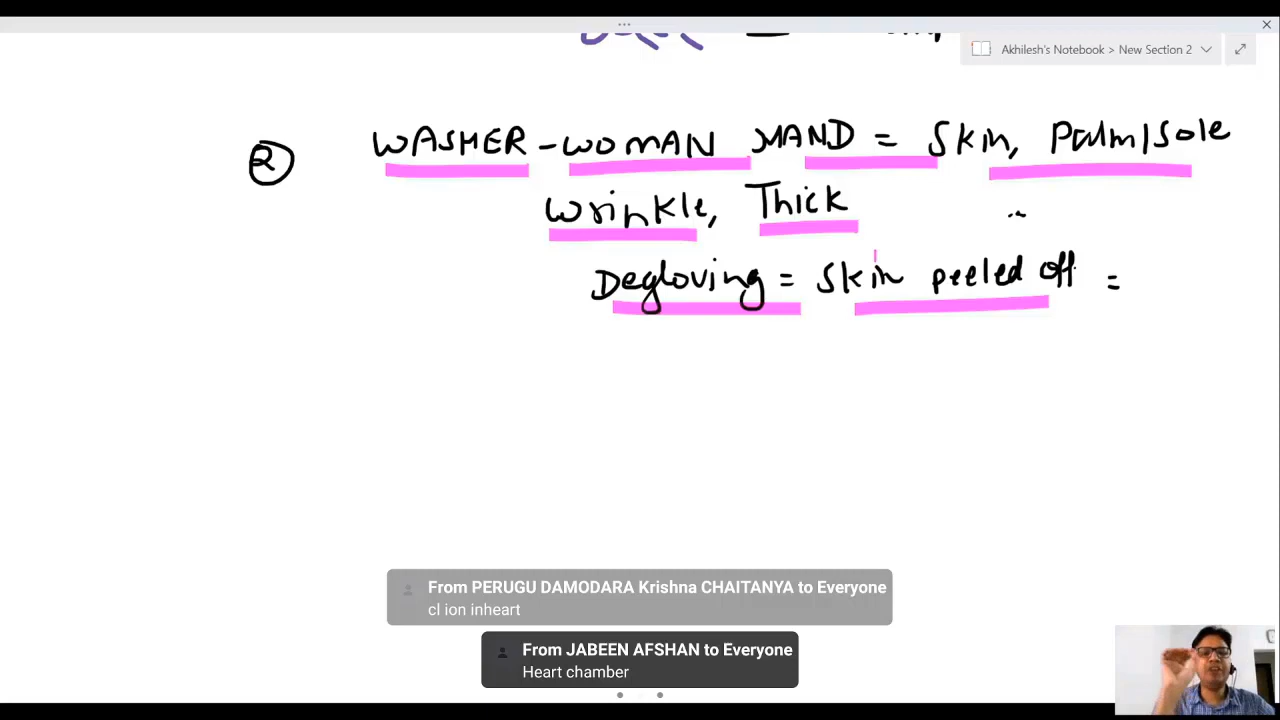 Akhilesh's Notebook > New Section 2
② WASHER-WOMAN MAND = Skin, Palm/Sole
Wrinkle, Thick
Degloving = Skin peeled off =
From PERUGU DAMODARA Krishna CHAITANYA to Everyone
cl ion inheart
From JABEEN AFSHAN to Everyone
Heart chamber